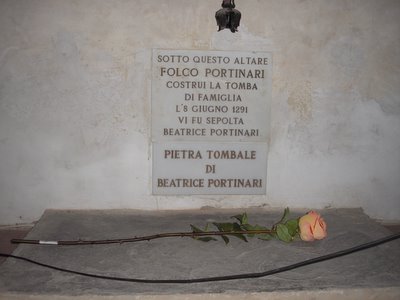 SOTTO QUESTO ALTARE
FOLCO PORTINARI
COSTRUI LA TOMBA
DI FAMIGLIA
L'8 GIUGNO 1291
VI FU SEPOLTA
BEATRICE PORTINARI
PIETRA TOMBALE
DI
BEATRICE PORTINARI